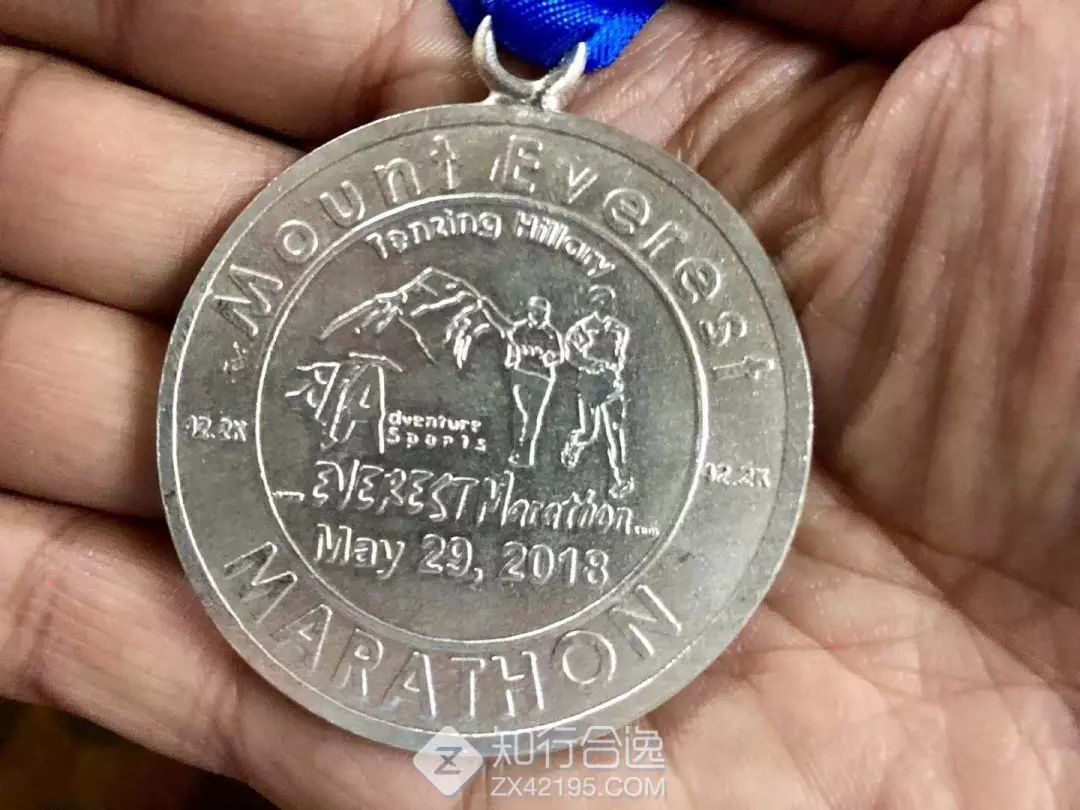 Mount Everest
Tenzing Hillary
Adventure
Sports
42.2K
42.2K
EVEREST Marathon.com
May 29, 2018
MARATHON
知行合逸
ZX42195.COM